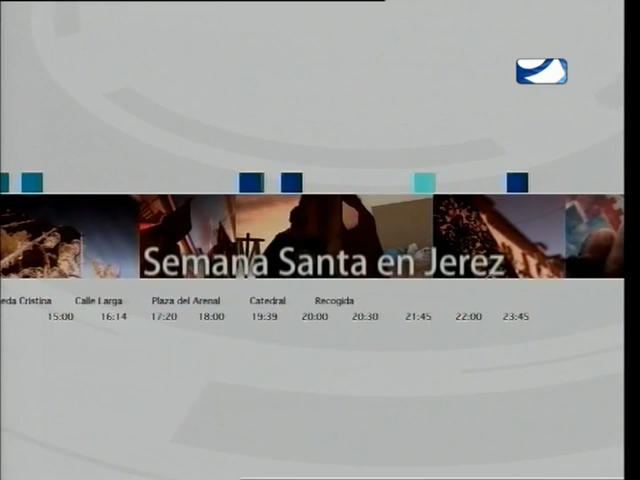 Semana Santa en Jerez
eda Cristina Calle Larga Plaza del Arenal Catedral Recogida
15:00 16:14 17:20 18:00 19:39 20:00 20:30 21:45 22:00 23:45